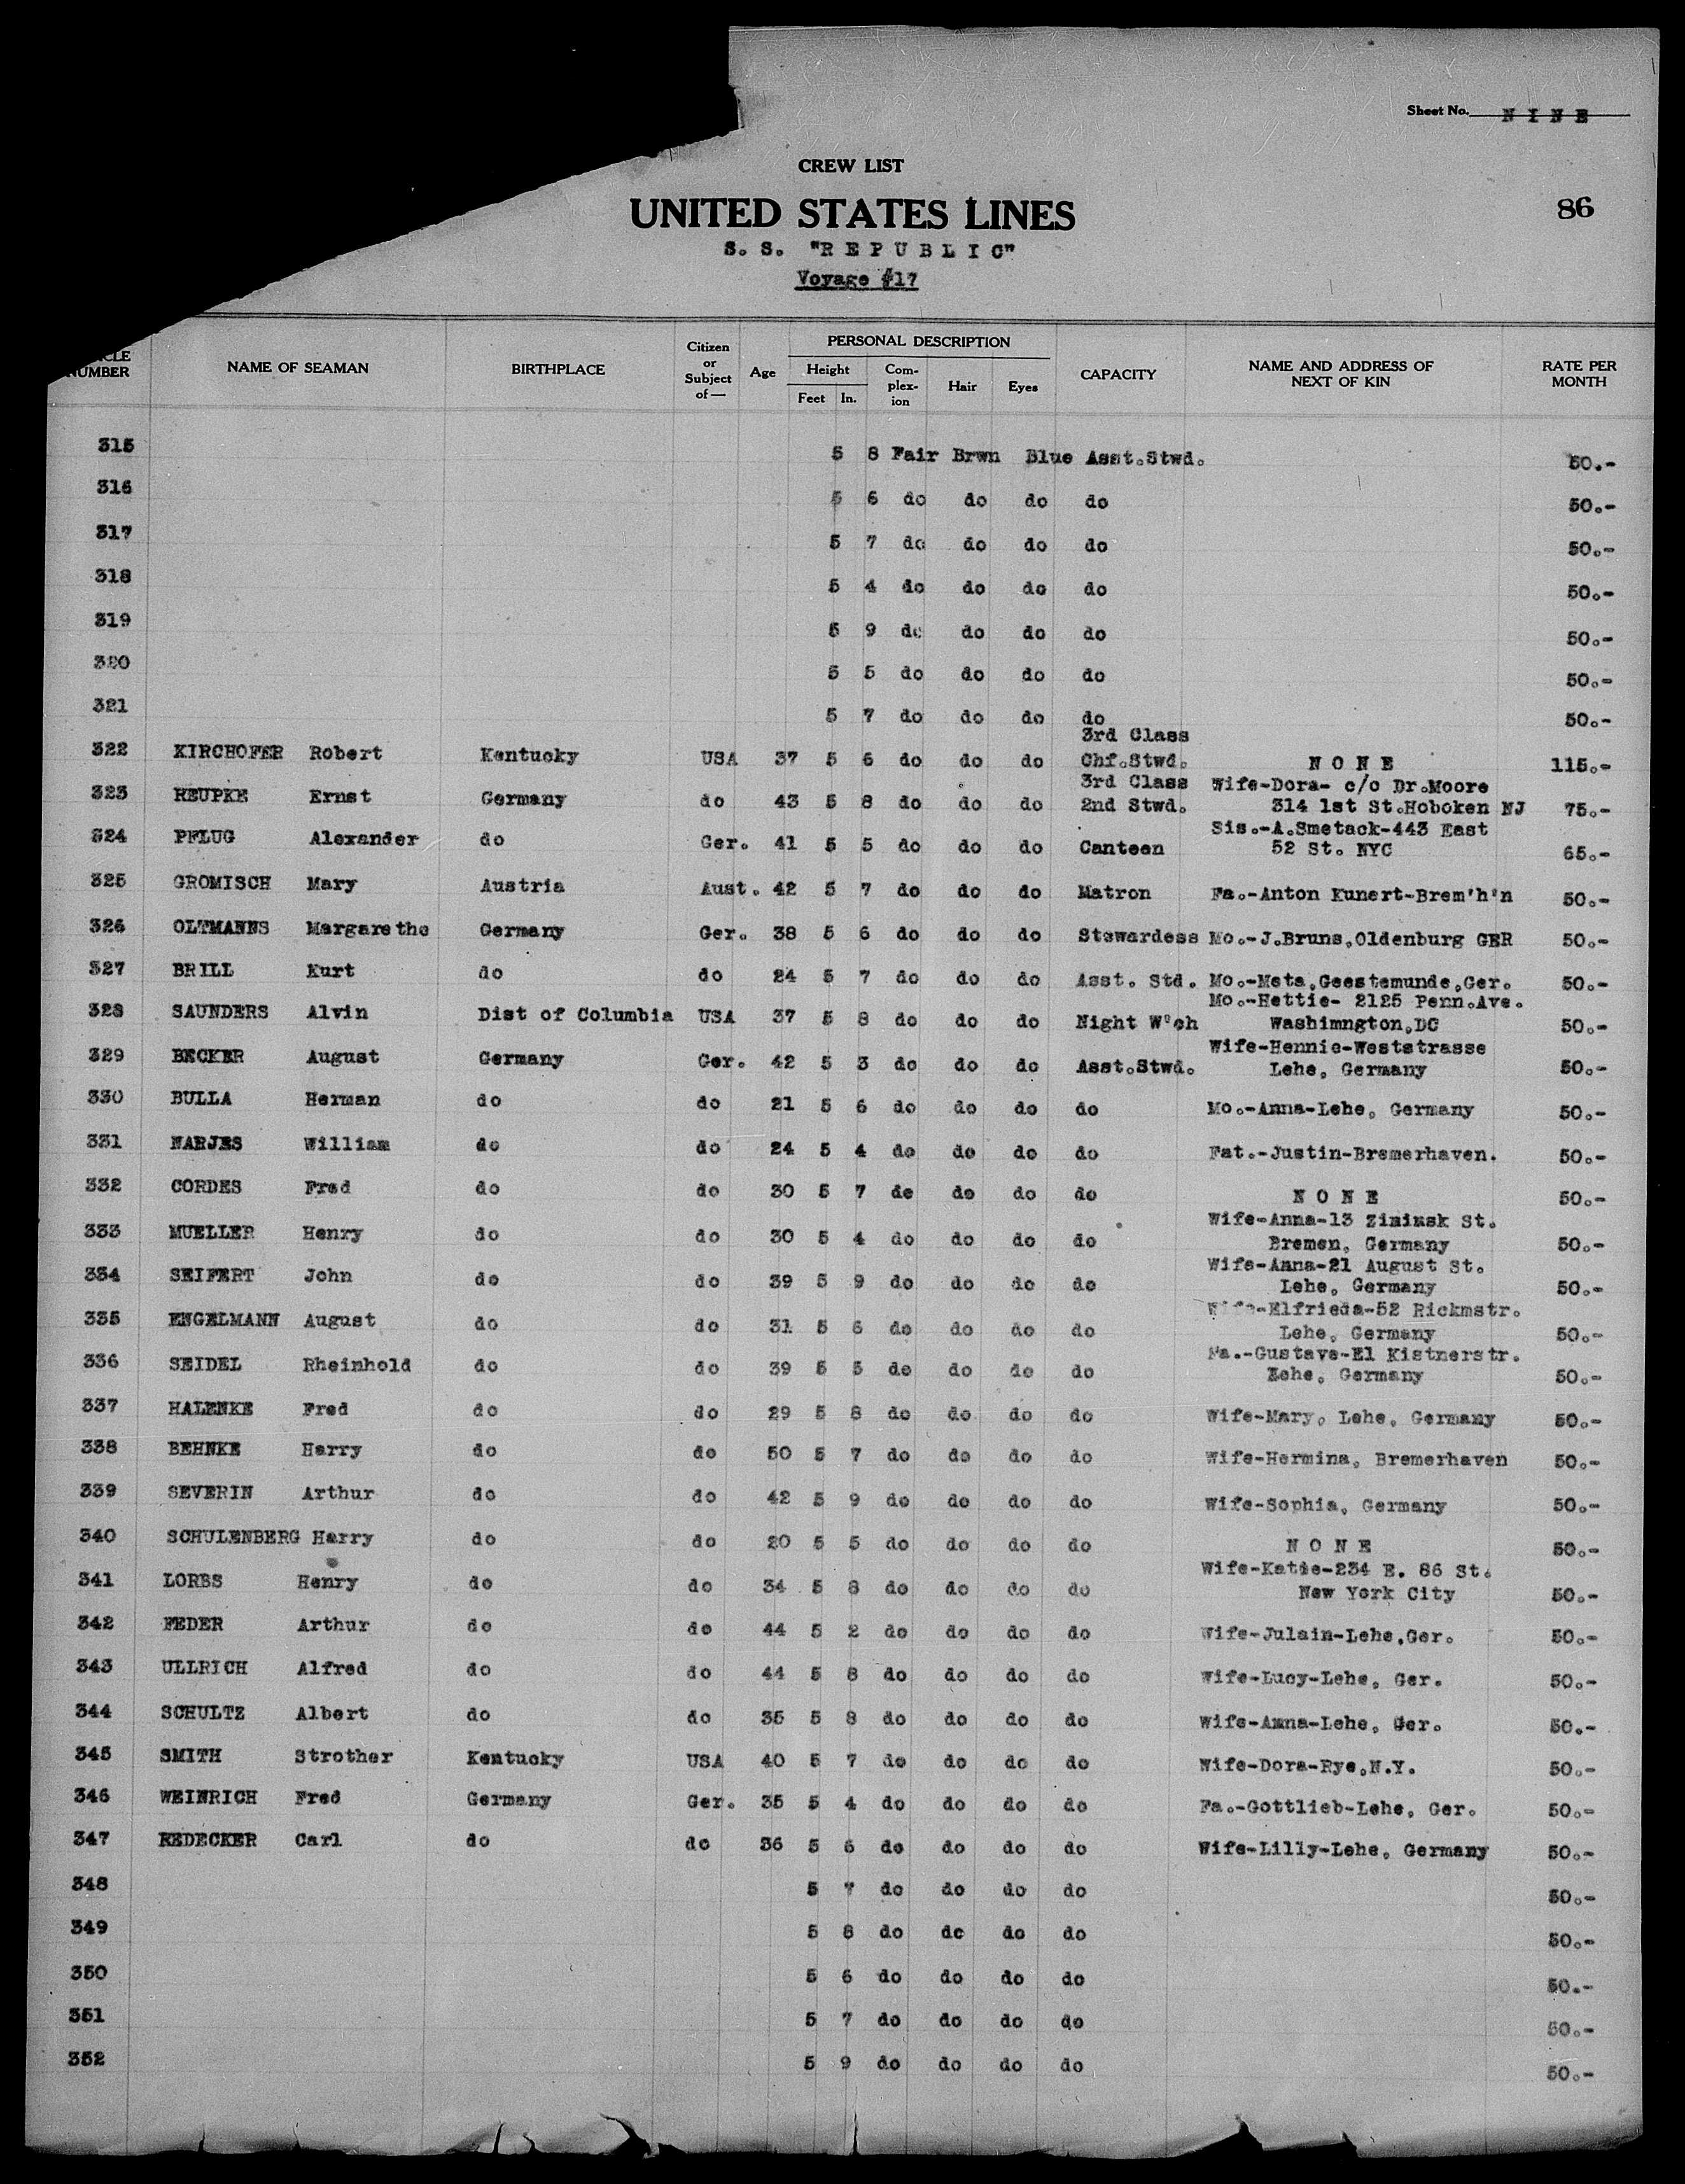 Sheet No. N I N E
CREW LIST
UNITED STATES LINES
86
S. S. "R E P U B L I C"
Voyage #17
NUMBER NAME OF SEAMAN BIRTHPLACE Citizen or Subject of— Age PERSONAL DESCRIPTION Height Feet In. Com-plex-ion Hair Eyes CAPACITY NAME AND ADDRESS OF NEXT OF KIN RATE PER MONTH
315 5 8 Fair Brwn Blue Asst.Stwd. 50.-
316 5 6 do do do do 50.-
317 5 7 do do do do 50.-
318 5 4 do do do do 50.-
319 5 9 do do do do 50.-
320 5 5 do do do do 50.-
321 5 7 do do do do 50.-
3rd Class
322 KIRCHOFER Robert Kentucky USA 37 5 6 do do do Chf.Stwd. N O N E 115.-
3rd Class Wife-Dora- c/o Dr.Moore
323 REUPKE Ernst Germany do 43 5 8 do do do 2nd Stwd. 314 1st St.Hoboken NJ 75.-
Sis.-A.Smetack-443 East
324 PFLUG Alexander do Ger. 41 5 5 do do do Canteen 52 St. NYC 65.-
325 GROMISCH Mary Austria Aust. 42 5 7 do do do Matron Fa.-Anton Kunert-Brem'h'n 50.-
326 OLTMANNS Margarethe Germany Ger. 38 5 6 do do do Stewardess Mo.-J.Bruns,Oldenburg GER 50.-
327 BRILL Kurt do do 24 5 7 do do do Asst. Std. Mo.-Meta,Geestemunde,Ger. 50.-
Mo.-Hettie- 2125 Penn.Ave.
328 SAUNDERS Alvin Dist of Columbia USA 37 5 8 do do do Night W'ch Washimngton,DC 50.-
Wife-Hennie-Weststrasse
329 BECKER August Germany Ger. 42 5 3 do do do Asst.Stwd. Lehe, Germany 50.-
330 BULLA Herman do do 21 5 6 do do do do Mo.-Anna-Lehe, Germany 50.-
331 NARJES William do do 24 5 4 do do do do Fat.-Justin-Bremerhaven. 50.-
332 CORDES Fred do do 30 5 7 do do do do N O N E 50.-
Wife-Anna-13 Zininsk St.
333 MUELLER Henry do do 30 5 4 do do do do Bremen, Germany 50.-
Wife-Anna-21 August St.
334 SEIFERT John do do 39 5 9 do do do do Lehe, Germany 50.-
Wife-Elfrieda-52 Rickmstr.
335 ENGELMANN August do do 31 5 6 do do do do Lehe, Germany 50.-
Fa.-Gustave-El Kistnerstr.
336 SEIDEL Rheinhold do do 39 5 5 do do do do Lehe, Germany 50.-
337 HALENKE Fred do do 29 5 8 do do do do Wife-Mary, Lehe, Germany 50.-
338 BEHNKE Harry do do 50 5 7 do do do do Wife-Hermina, Bremerhaven 50.-
339 SEVERIN Arthur do do 42 5 9 do do do do Wife-Sophia, Germany 50.-
340 SCHULENBERG Harry do do 20 5 5 do do do do N O N E 50.-
Wife-Katie-234 E. 86 St.
341 LORBS Henry do do 34 5 8 do do do do New York City 50.-
342 FEDER Arthur do do 44 5 2 do do do do Wife-Julain-Lehe,Ger. 50.-
343 ULLRICH Alfred do do 44 5 8 do do do do Wife-Lucy-Lehe, Ger. 50.-
344 SCHULTZ Albert do do 35 5 8 do do do do Wife-Anna-Lehe, Ger. 50.-
345 SMITH Strother Kentucky USA 40 5 7 do do do do Wife-Dora-Rye,N.Y. 50.-
346 WEINRICH Fred Germany Ger. 35 5 4 do do do do Fa.-Gottlieb-Lehe, Ger. 50.-
347 REDECKER Carl do do 36 5 6 do do do do Wife-Lilly-Lehe, Germany 50.-
348 5 7 do do do do 50.-
349 5 8 do do do do 50.-
350 5 6 do do do do 50.-
351 5 7 do do do do 50.-
352 5 9 do do do do 50.-